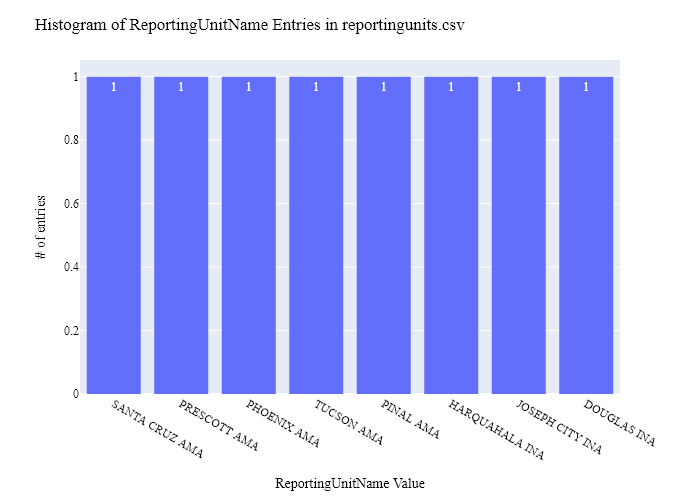 Histogram of ReportingUnitName Entries in reportingunits.csv
1 1 1 1 1 1 1 1
1
0.8
0.6
0.4
0.2
0
# of entries
SANTA CRUZ AMA
PRESCOTT AMA
PHOENIX AMA
TUCSON AMA
PINAL AMA
HARQUAHALA INA
JOSEPH CITY INA
DOUGLAS INA
ReportingUnitName Value